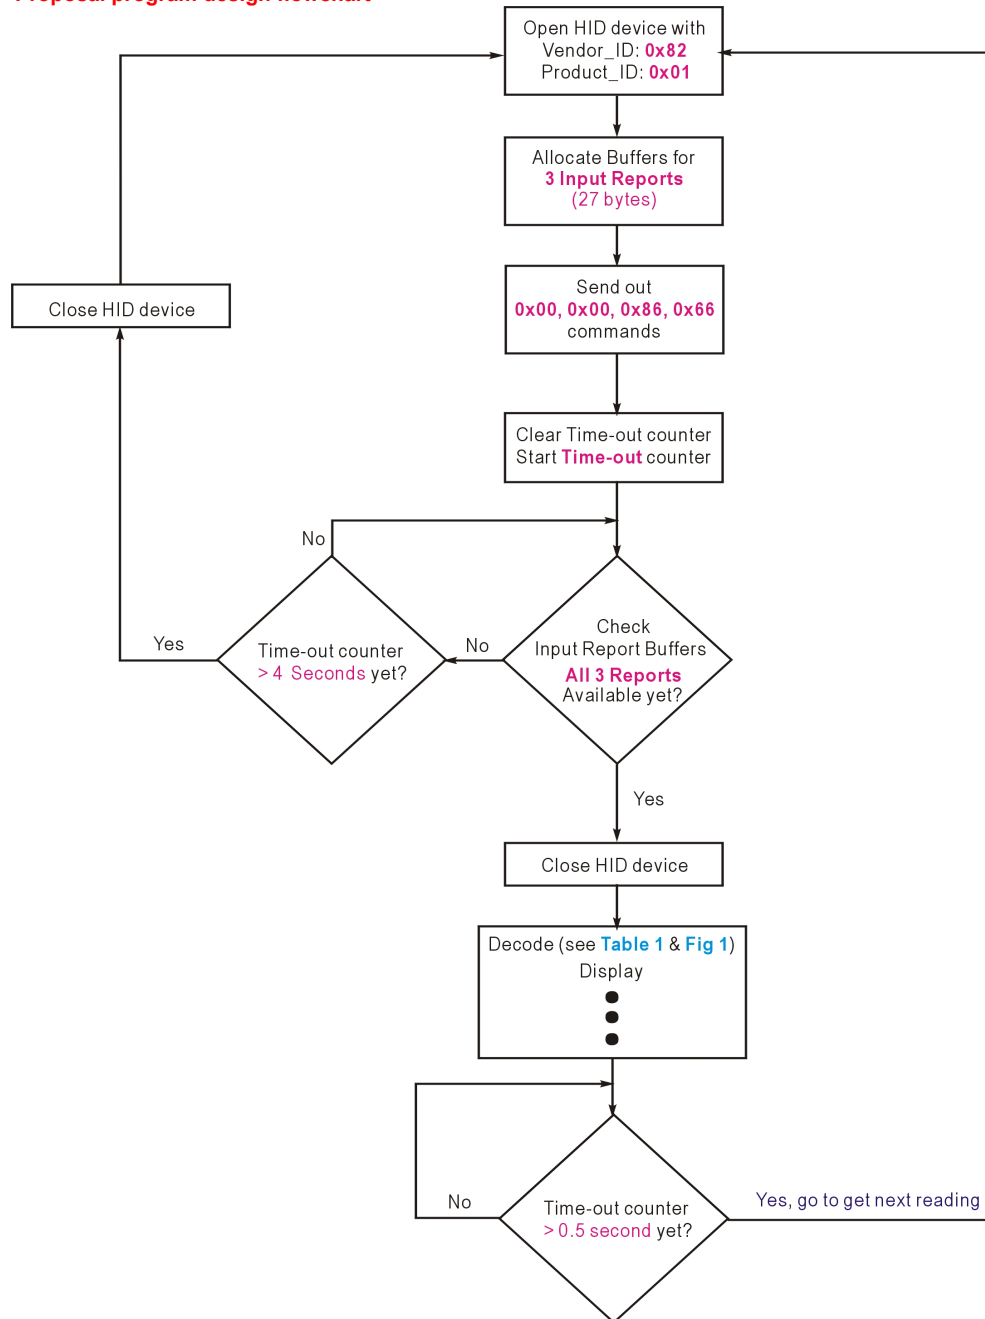 Proposal program design flowchart
Open HID device with
Vendor_ID: 0x82
Product_ID: 0x01
Allocate Buffers for
3 Input Reports
(27 bytes)
Send out
0x00, 0x00, 0x86, 0x66
commands
Close HID device
Clear Time-out counter
Start Time-out counter
No
Check
Input Report Buffers
All 3 Reports
Available yet?
No
Time-out counter
> 4 Seconds yet?
Yes
Yes
Close HID device
Decode (see Table 1 & Fig 1)
Display
Time-out counter
> 0.5 second yet?
No
Yes, go to get next reading